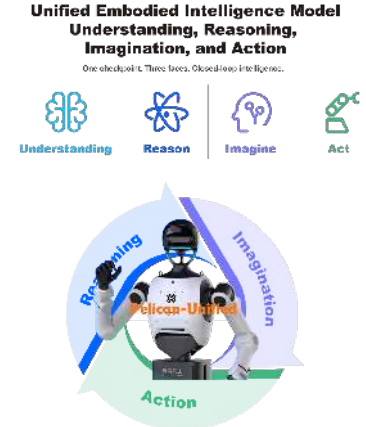 Unified Embodied Intelligence Model
Understanding, Reasoning,
Imagination, and Action
One checkpoint. Three faces. Closed-loop intelligence.
Understanding
Reason
Imagine
Act
Reasoning
Imagination
Pelican-Unified
Action